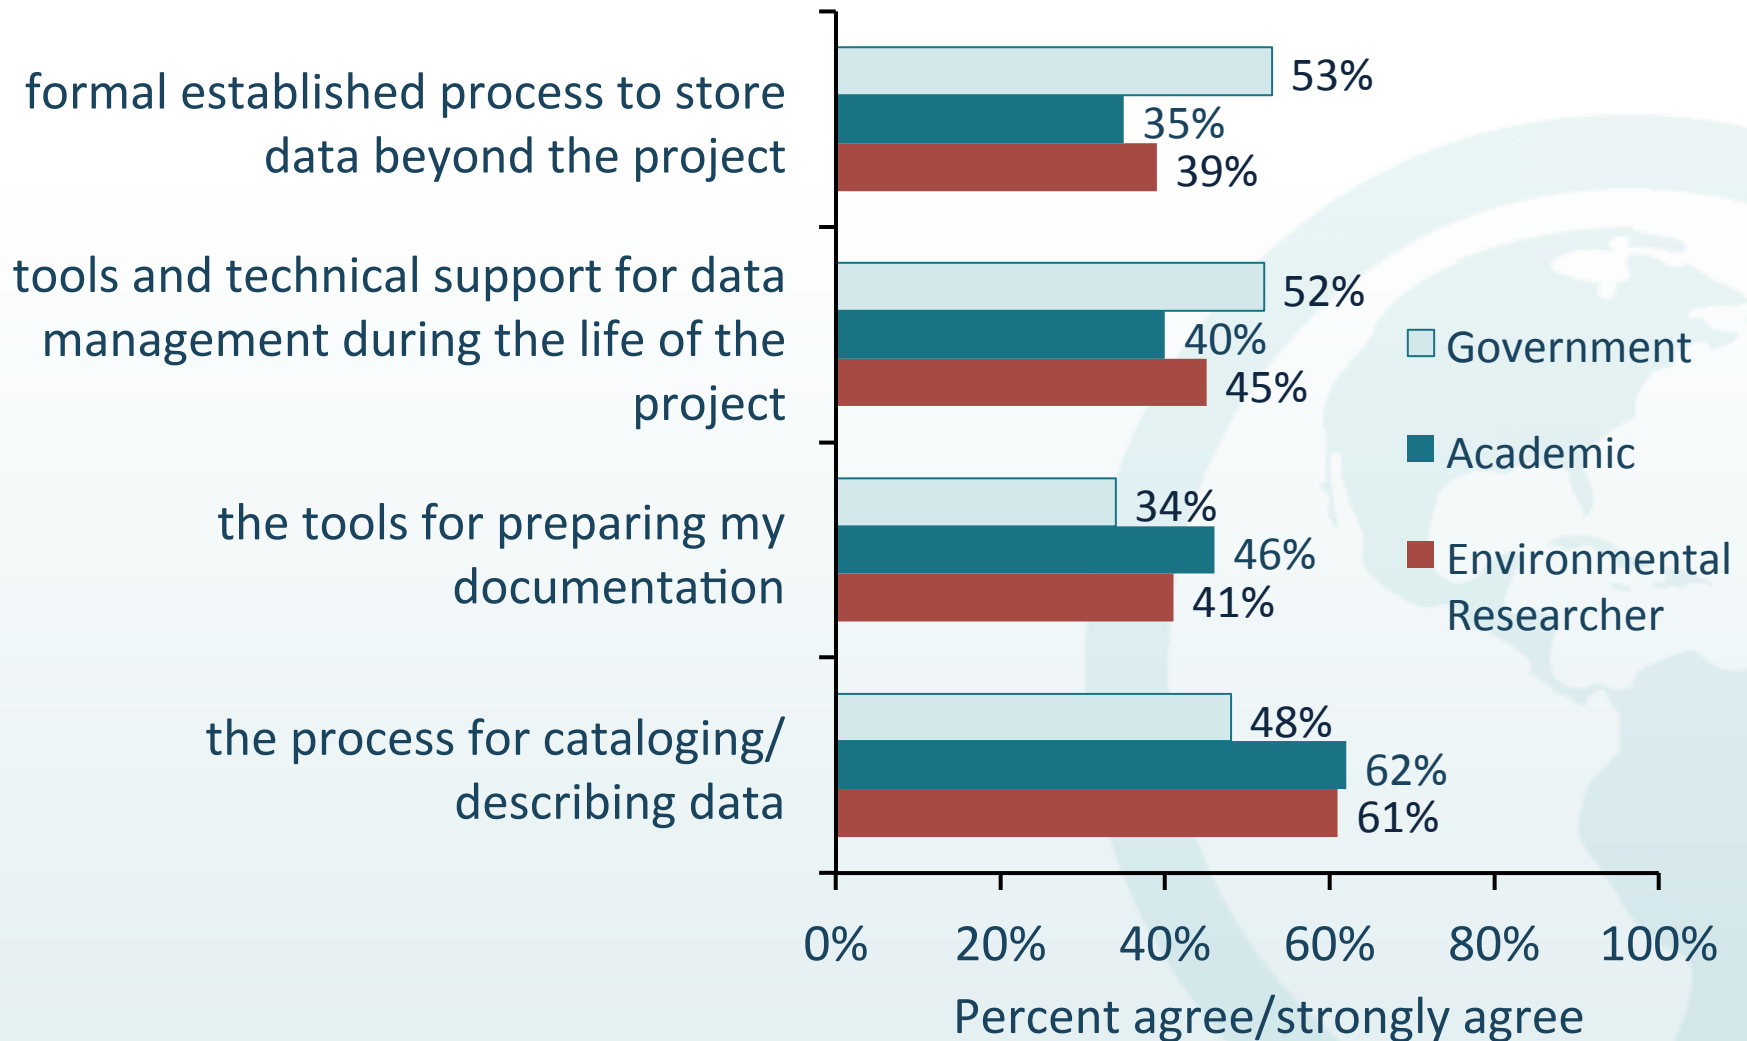 formal established process to store
data beyond the project
53%
35%
39%
tools and technical support for data
management during the life of the
project
52%
40%
45%
the tools for preparing my
documentation
34%
46%
41%
the process for cataloging/
describing data
48%
62%
61%
Government
Academic
Environmental
Researcher
0% 20% 40% 60% 80% 100%
Percent agree/strongly agree